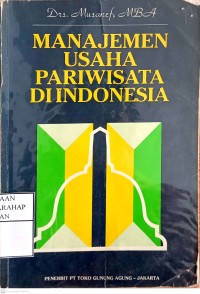 Drs. Musanef, MBA
MANAJEMEN
USAHA
PARIWISATA
DI INDONESIA
AAN
ARAHAP
AN
PENERBIT PT TOKO GUNUNG AGUNG – JAKARTA